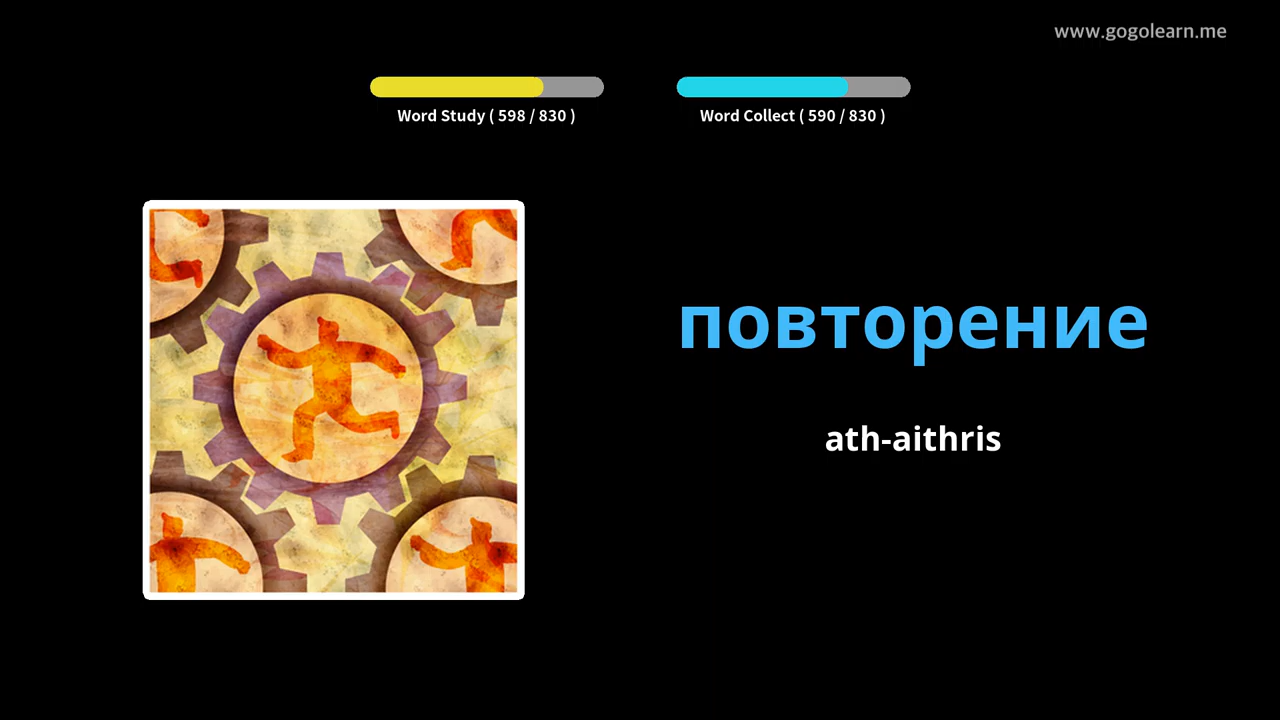 www.gogolearn.me
Word Study ( 598 / 830 )
Word Collect ( 590 / 830 )
повторение
ath-aithris